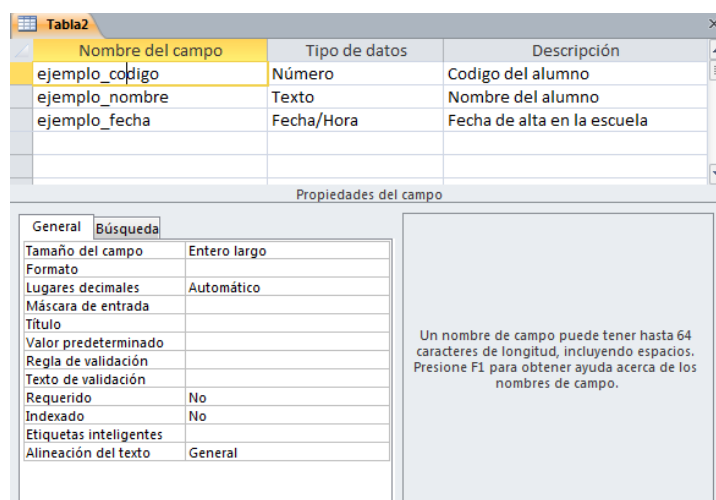 Tabla2
Nombre del campo Tipo de datos Descripción
ejemplo_codigo Número Codigo del alumno
ejemplo_nombre Texto Nombre del alumno
ejemplo_fecha Fecha/Hora Fecha de alta en la escuela
Propiedades del campo
General Búsqueda
Tamaño del campo Entero largo
Formato
Lugares decimales Automático
Máscara de entrada
Título
Valor predeterminado
Regla de validación
Texto de validación
Requerido No
Indexado No
Etiquetas inteligentes
Alineación del texto General
Un nombre de campo puede tener hasta 64
caracteres de longitud, incluyendo espacios.
Presione F1 para obtener ayuda acerca de los
nombres de campo.